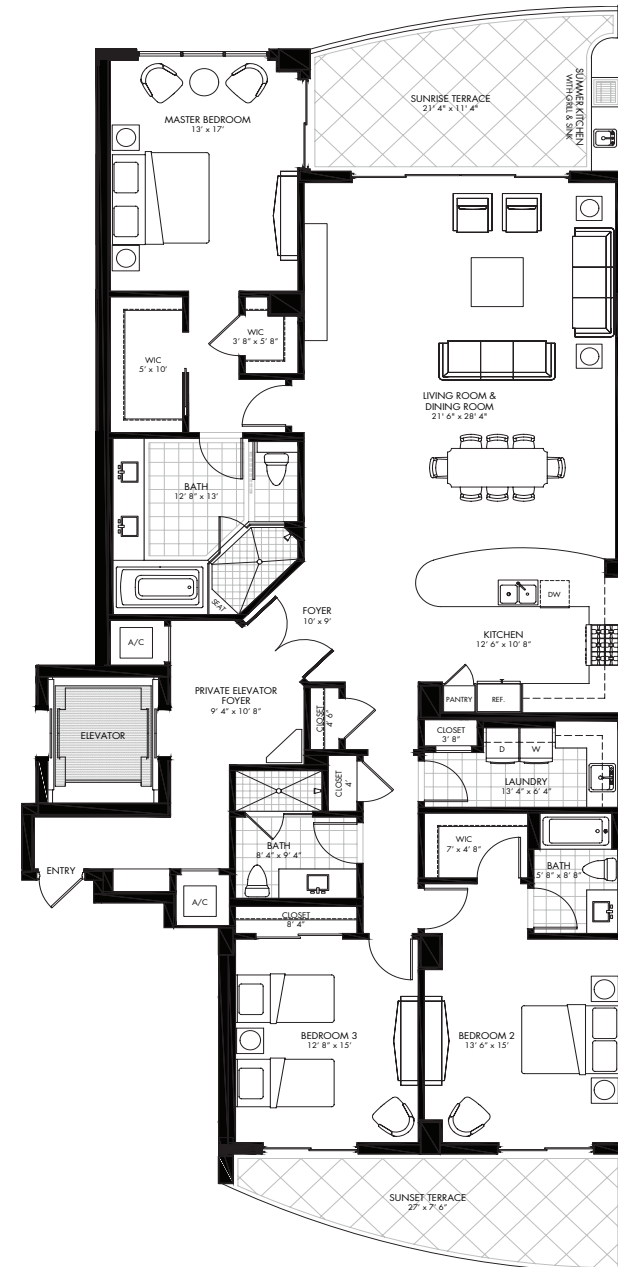 MASTER BEDROOM
13' x 17'
SUNRISE TERRACE
21' 4" x 11' 4"
SUMMER KITCHEN
WITH GRILL & SINK
WIC
3' 8" x 5' 8"
WIC
5' x 10'
LIVING ROOM &
DINING ROOM
21' 6" x 28' 4"
BATH
12' 8" x 13'
SEAT
FOYER
10' x 9'
DW
KITCHEN
12' 6" x 10' 8"
A/C
PRIVATE ELEVATOR
FOYER
9' 4" x 10' 8"
PANTRY
REF.
CLOSET
4' 6"
ELEVATOR
CLOSET
3' 8"
D
W
CLOSET
4'
LAUNDRY
13' 4" x 6' 4"
BATH
8' 4" x 9' 4"
WIC
7' x 4' 8"
BATH
5' 8" x 8' 8"
ENTRY
A/C
CLOSET
8' 4"
BEDROOM 3
12' 8" x 15'
BEDROOM 2
13' 6" x 15'
SUNSET TERRACE
27' x 7' 6"